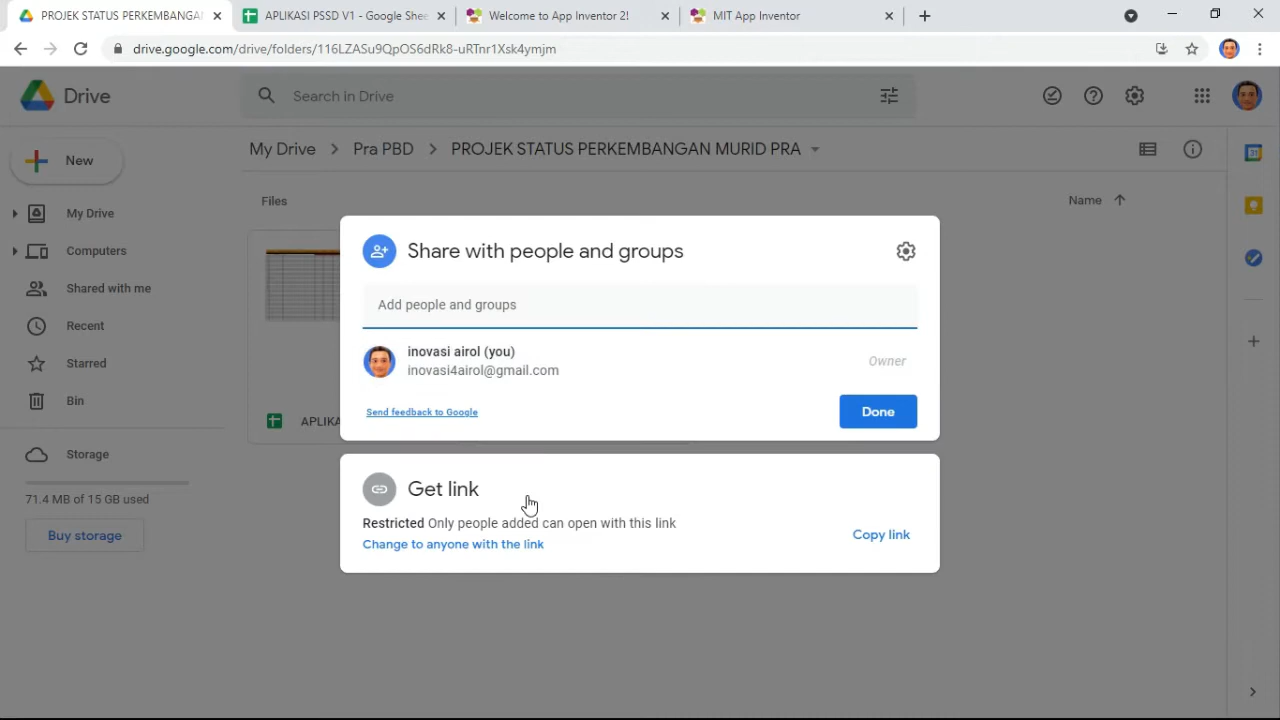 PROJEK STATUS PERKEMBANGAN
APLIKASI PSSD V1 - Google Shee
Welcome to App Inventor 2!
MIT App Inventor
drive.google.com/drive/folders/116LZASu9QpOS6dRk8-uRTnr1Xsk4ymjm
Drive
Search in Drive
New
My Drive
Computers
Shared with me
Recent
Starred
Bin
Storage
71.4 MB of 15 GB used
Buy storage
My Drive
Pra PBD
PROJEK STATUS PERKEMBANGAN MURID PRA
Files
Name
APLIKA
Share with people and groups
Add people and groups
inovasi airol (you)
inovasi4airol@gmail.com
Owner
Send feedback to Google
Done
Get link
Restricted Only people added can open with this link
Change to anyone with the link
Copy link